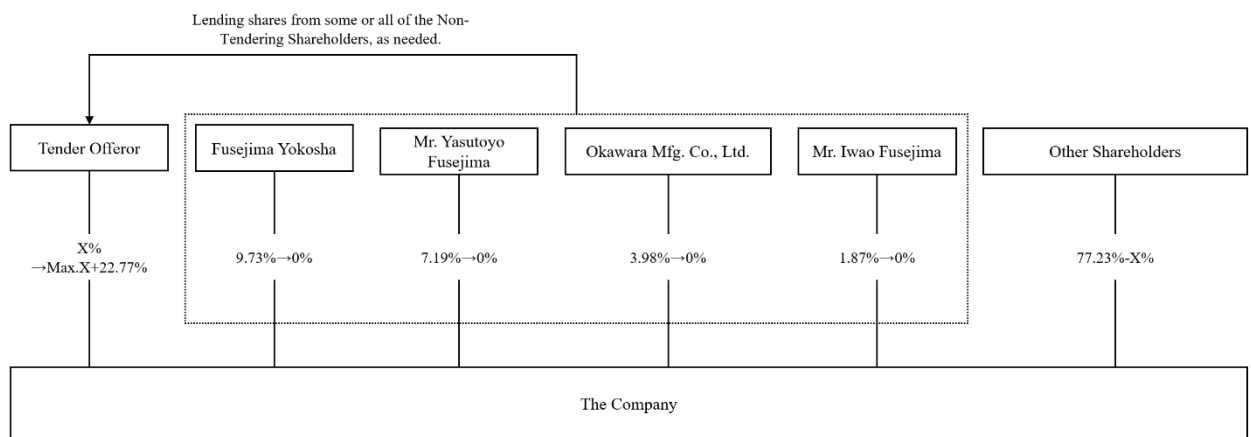 Lending shares from some or all of the Non-
Tendering Shareholders, as needed.
Tender Offeror
Fusejima Yokosha
Mr. Yasutoyo
Fusejima
Okawara Mfg. Co., Ltd.
Mr. Iwao Fusejima
Other Shareholders
X%
→Max.X+22.77%
9.73%→0%
7.19%→0%
3.98%→0%
1.87%→0%
77.23%-X%
The Company